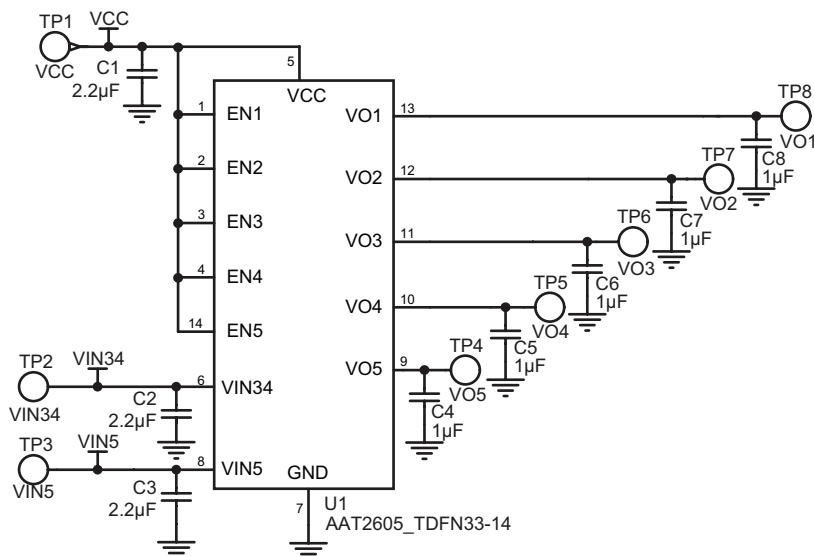 TP1
VCC
VCC
C1
2.2µF
5
VCC
1
EN1
2
EN2
3
EN3
4
EN4
14
EN5
6
VIN34
8
VIN5
GND
7
VO1
13
VO2
12
VO3
11
VO4
10
VO5
9
TP8
VO1
C8
1µF
TP7
VO2
C7
1µF
TP6
VO3
C6
1µF
TP5
VO4
C5
1µF
TP4
VO5
C4
1µF
TP2
VIN34
VIN34
C2
2.2µF
TP3
VIN5
VIN5
C3
2.2µF
U1
AAT2605_TDFN33-14